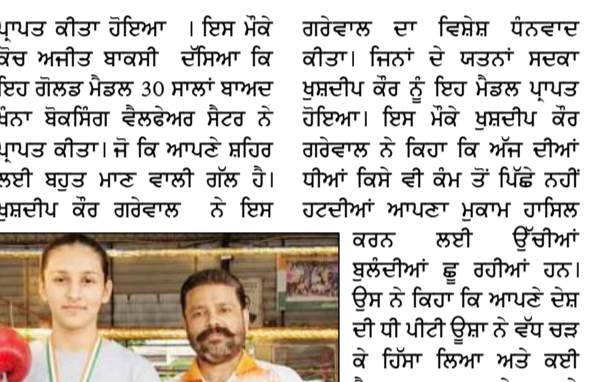 ਪ੍ਰਾਪਤ ਕੀਤਾ ਹੋਇਆ । ਇਸ ਮੌਕੇ
ਕੋਚ ਅਜੀਤ ਬਾਕਸੀ ਦੱਸਿਆ ਕਿ
ਇਹ ਗੋਲਡ ਮੈਡਲ 30 ਸਾਲਾਂ ਬਾਅਦ
ਖੰਨਾ ਬੋਕਸਿੰਗ ਵੈਲਫੇਅਰ ਸੈਟਰ ਨੇ
ਪ੍ਰਾਪਤ ਕੀਤਾ। ਜੋ ਕਿ ਆਪਣੇ ਸ਼ਹਿਰ
ਲਈ ਬਹੁਤ ਮਾਣ ਵਾਲੀ ਗੱਲ ਹੈ।
ਖੁਸ਼ਦੀਪ ਕੌਰ ਗਰੇਵਾਲ ਨੇ ਇਸ
ਗਰੇਵਾਲ ਦਾ ਵਿਸ਼ੇਸ਼ ਧੰਨਵਾਦ
ਕੀਤਾ। ਜਿਨਾਂ ਦੇ ਯਤਨਾਂ ਸਦਕਾ
ਖੁਸ਼ਦੀਪ ਕੌਰ ਨੂੰ ਇਹ ਮੈਡਲ ਪ੍ਰਾਪਤ
ਹੋਇਆ। ਇਸ ਮੌਕੇ ਖੁਸ਼ਦੀਪ ਕੌਰ
ਗਰੇਵਾਲ ਨੇ ਕਿਹਾ ਕਿ ਅੱਜ ਦੀਆਂ
ਧੀਆਂ ਕਿਸੇ ਵੀ ਕੰਮ ਤੋਂ ਪਿੱਛੇ ਨਹੀਂ
ਹਟਦੀਆਂ ਆਪਣਾ ਮੁਕਾਮ ਹਾਸਿਲ
ਕਰਨ ਲਈ ਉੱਚੀਆਂ
ਬੁਲੰਦੀਆਂ ਛੂ ਰਹੀਆਂ ਹਨ।
ਉਸ ਨੇ ਕਿਹਾ ਕਿ ਆਪਣੇ ਦੇਸ਼
ਦੀ ਧੀ ਪੀਟੀ ਊਸ਼ਾ ਨੇ ਵੱਧ ਚੜ
ਕੇ ਹਿੱਸਾ ਲਿਆ ਅਤੇ ਕਈ